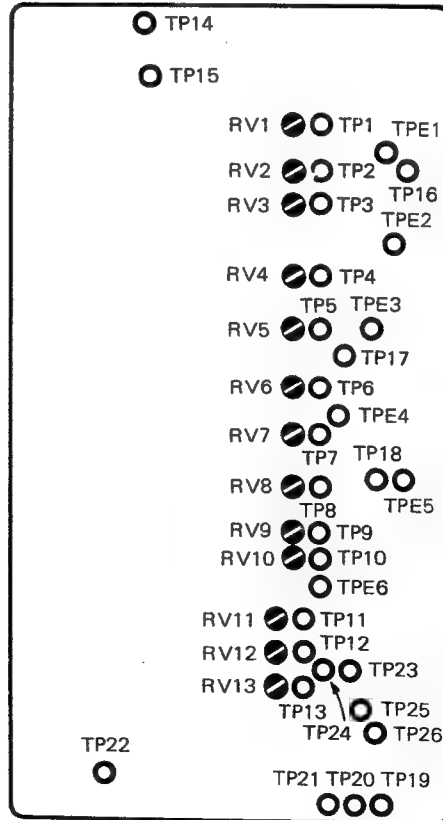 TP14
TP15
RV1 TP1 TPE1
RV2 TP2 TP16
RV3 TP3 TPE2
RV4 TP4
TP5 TPE3
RV5 TP17
RV6 TP6
TPE4
RV7 TP7 TP18
RV8 TP8 TPE5
RV9 TP9
RV10 TP10
TPE6
RV11 TP11
RV12 TP12
TP23
RV13 TP13 TP24 TP25
TP26
TP22
TP21 TP20 TP19